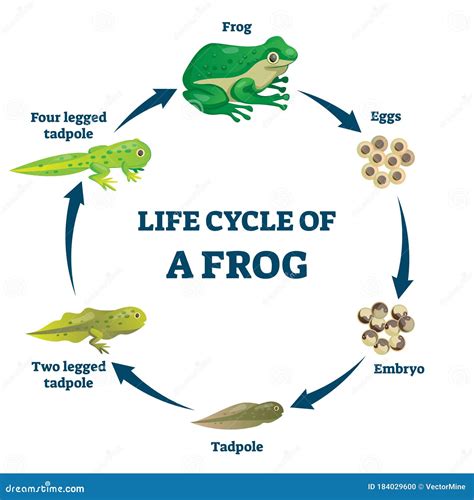 Frog
Eggs
Embryo
Tadpole
Two legged
tadpole
Four legged
tadpole
LIFE CYCLE OF
A FROG
dreamstime.com
ID 184029600 © VectorMine